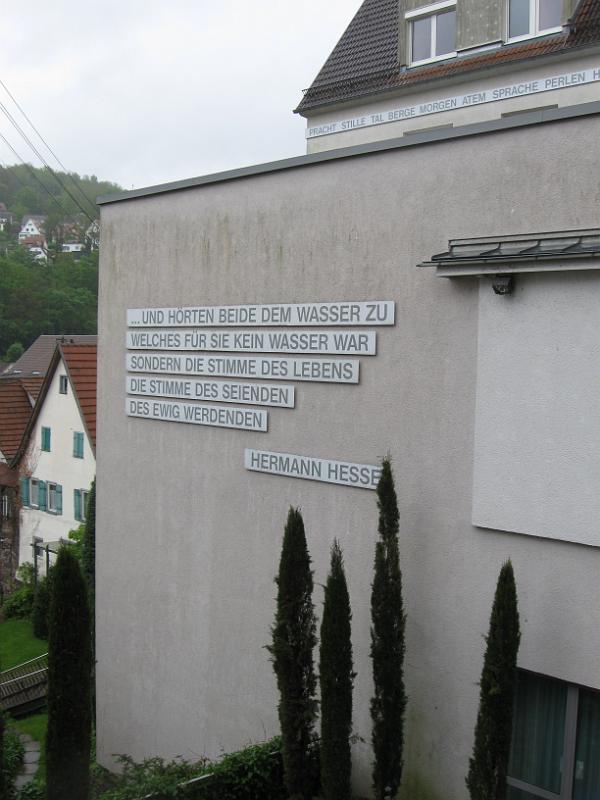 PRACHT STILLE TAL BERGE MORGEN ATEM SPRACHE PERLEN H
... UND HÖRTEN BEIDE DEM WASSER ZU
WELCHES FÜR SIE KEIN WASSER WAR
SONDERN DIE STIMME DES LEBENS
DIE STIMME DES SEIENDEN
DES EWIG WERDENDEN
HERMANN HESSE